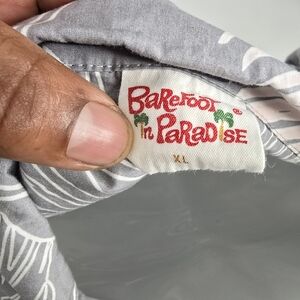 BAREFOOT ®
in PARADISE
XL